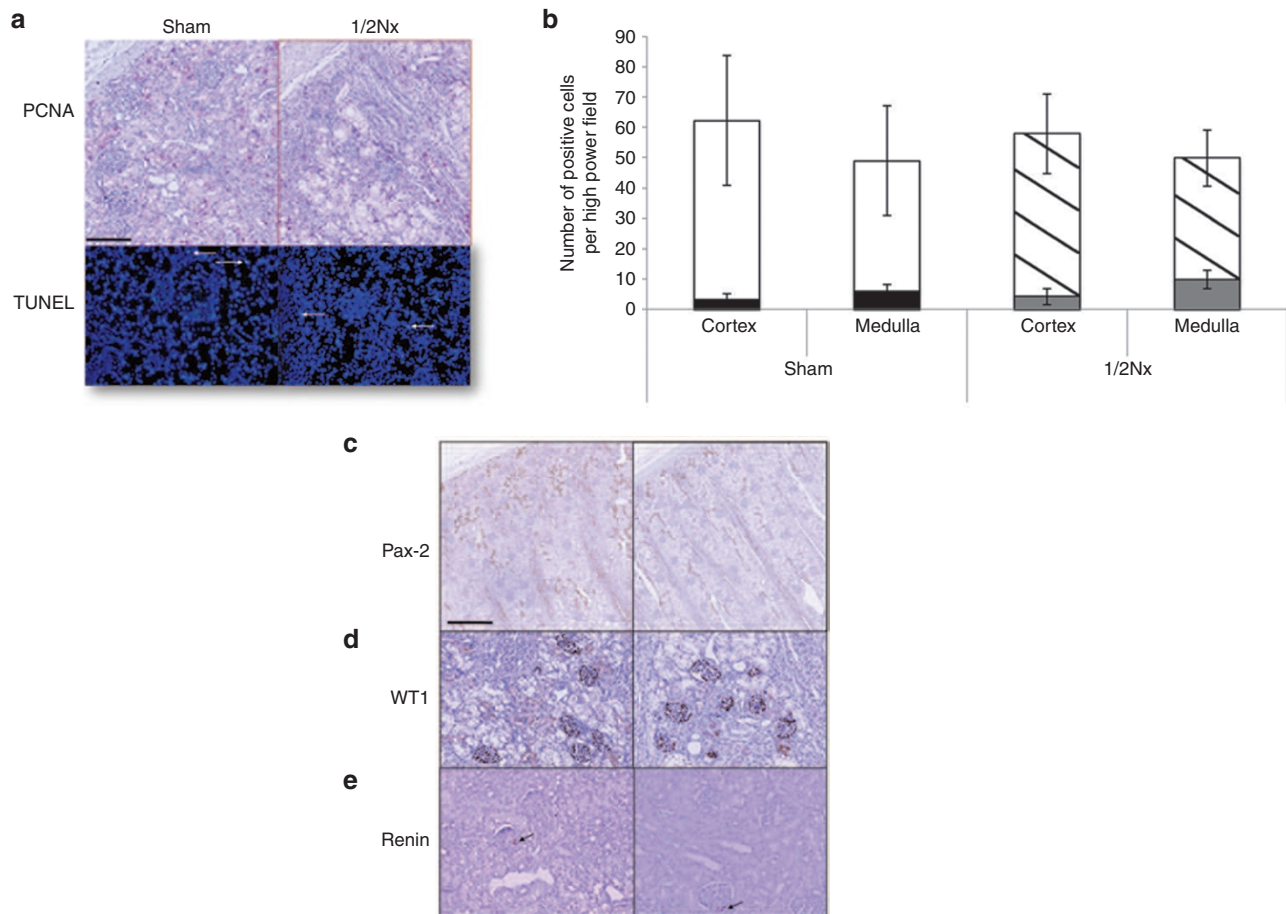 a
Sham 1/2Nx
PCNA
TUNEL
b
Number of positive cells
per high power field
90
80
70
60
50
40
30
20
10
0
Cortex Medulla Cortex Medulla
Sham 1/2Nx
c
Pax-2
d
WT1
e
Renin